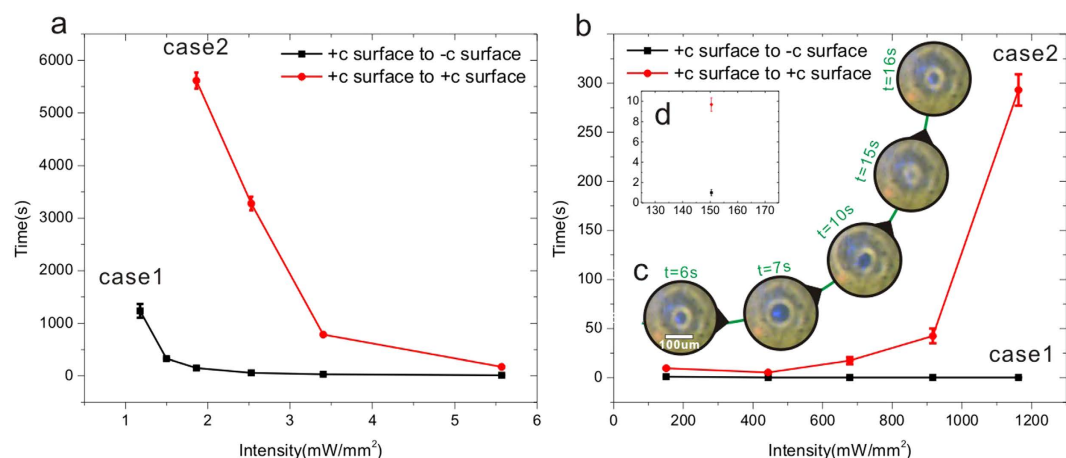 a
case2
+c surface to -c surface
+c surface to +c surface
6000
5000
4000
3000
2000
1000
0
Time(s)
case1
1 2 3 4 5 6
Intensity(mW/mm²)
b
case2
+c surface to -c surface
+c surface to +c surface
350
300
250
200
150
100
50
0
-25
Time(s)
d
10
8
6
4
2
0
130 140 150 160 170
t=16s
t=15s
t=10s
c
t=6s
t=7s
100um
case1
0 200 400 600 800 1000 1200
Intensity(mW/mm²)